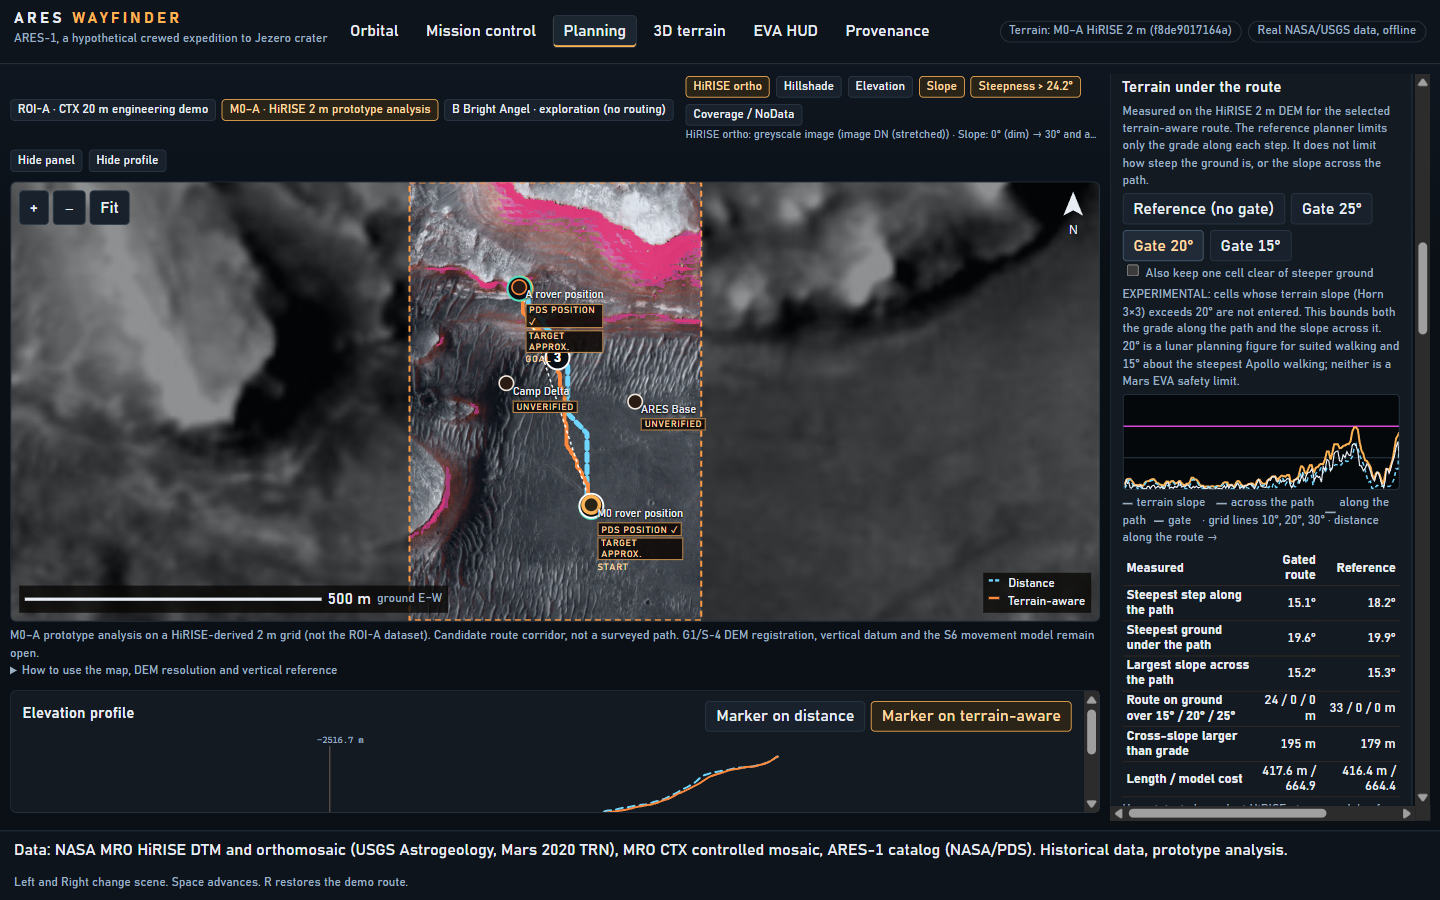 ARES WAYFINDER
ARES-1, a hypothetical crewed expedition to Jezero crater
Orbital
Mission control
Planning
3D terrain
EVA HUD
Provenance
Terrain: M0-A HiRISE 2 m (f8de9017164a)
Real NASA/USGS data, offline
ROI-A · CTX 20 m engineering demo
M0-A · HiRISE 2 m prototype analysis
B Bright Angel · exploration (no routing)
HiRISE ortho
Hillshade
Elevation
Slope
Steepness > 24.2°
Coverage / NoData
HiRISE ortho: greyscale image (image DN (stretched)) · Slope: 0° (dim) → 30° and a...
Hide panel
Hide profile
+
–
Fit
N
A rover position
PDS POSITION
✓
TARGET
APPROX.
GOAL
3
Camp Delta
UNVERIFIED
ARES Base
UNVERIFIED
M0 rover position
PDS POSITION ✓
TARGET
APPROX.
START
500 m ground E-W
Distance
Terrain-aware
M0-A prototype analysis on a HiRISE-derived 2 m grid (not the ROI-A dataset). Candidate route corridor, not a surveyed path. G1/S-4 DEM registration, vertical datum and the S6 movement model remain
open.
▶ How to use the map, DEM resolution and vertical reference
Elevation profile
Marker on distance
Marker on terrain-aware
-2516.7 m
Terrain under the route
Measured on the HiRISE 2 m DEM for the selected
terrain-aware route. The reference planner limits
only the grade along each step. It does not limit
how steep the ground is, or the slope across the
path.
Reference (no gate)
Gate 25°
Gate 20°
Gate 15°
Also keep one cell clear of steeper ground
EXPERIMENTAL: cells whose terrain slope (Horn
3×3) exceeds 20° are not entered. This bounds both
the grade along the path and the slope across it.
20° is a lunar planning figure for suited walking and
15° about the steepest Apollo walking; neither is a
Mars EVA safety limit.
— terrain slope — across the path — along the
path — gate · grid lines 10°, 20°, 30° · distance
along the route →
Measured Gated route Reference
Steepest step along the path 15.1° 18.2°
Steepest ground under the path 19.6° 19.9°
Largest slope across the path 15.2° 15.3°
Route on ground over 15° / 20° / 25° 24 / 0 / 0 m 33 / 0 / 0 m
Cross-slope larger than grade 195 m 179 m
Length / model cost 417.6 m / 664.9 416.4 m / 664.4
Data: NASA MRO HiRISE DTM and orthomosaic (USGS Astrogeology, Mars 2020 TRN), MRO CTX controlled mosaic, ARES-1 catalog (NASA/PDS). Historical data, prototype analysis.
Left and Right change scene. Space advances. R restores the demo route.